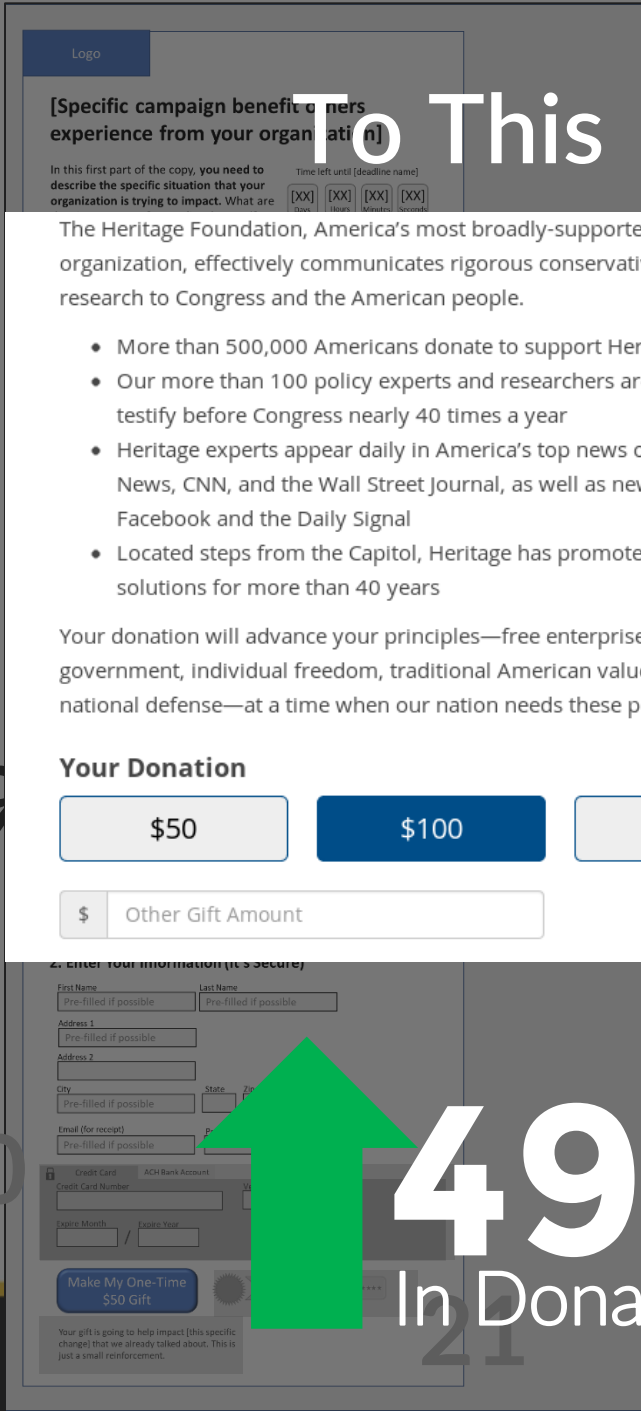 Logo
To This
[Specific campaign benefit others
experience from your organization]
In this first part of the copy, you need to
describe the specific situation that your
organization is trying to impact. What are
Time left until [deadline name]
[XX] [XX] [XX] [XX]
Days Hours Minutes Seconds
The Heritage Foundation, America's most broadly-supporte
organization, effectively communicates rigorous conservati
research to Congress and the American people.
• More than 500,000 Americans donate to support Her
• Our more than 100 policy experts and researchers ar
testify before Congress nearly 40 times a year
• Heritage experts appear daily in America's top news o
News, CNN, and the Wall Street Journal, as well as new
Facebook and the Daily Signal
• Located steps from the Capitol, Heritage has promote
solutions for more than 40 years
Your donation will advance your principles—free enterprise
government, individual freedom, traditional American valu
national defense—at a time when our nation needs these p
Your Donation
$50 $100
$ Other Gift Amount
2. Enter Your Information (It's Secure)
First Name Last Name
Pre-filled if possible Pre-filled if possible
Address 1
Pre-filled if possible
Address 2
City State Zip
Pre-filled if possible
Email (for receipt)
Pre-filled if possible
Credit Card ACH Bank Account
Credit Card Number
Expire Month Expire Year
/
Make My One-Time
$50 Gift
49
In Dona
21
Your gift is going to help impact [this specific
change] that we already talked about. This is
just a small reinforcement.